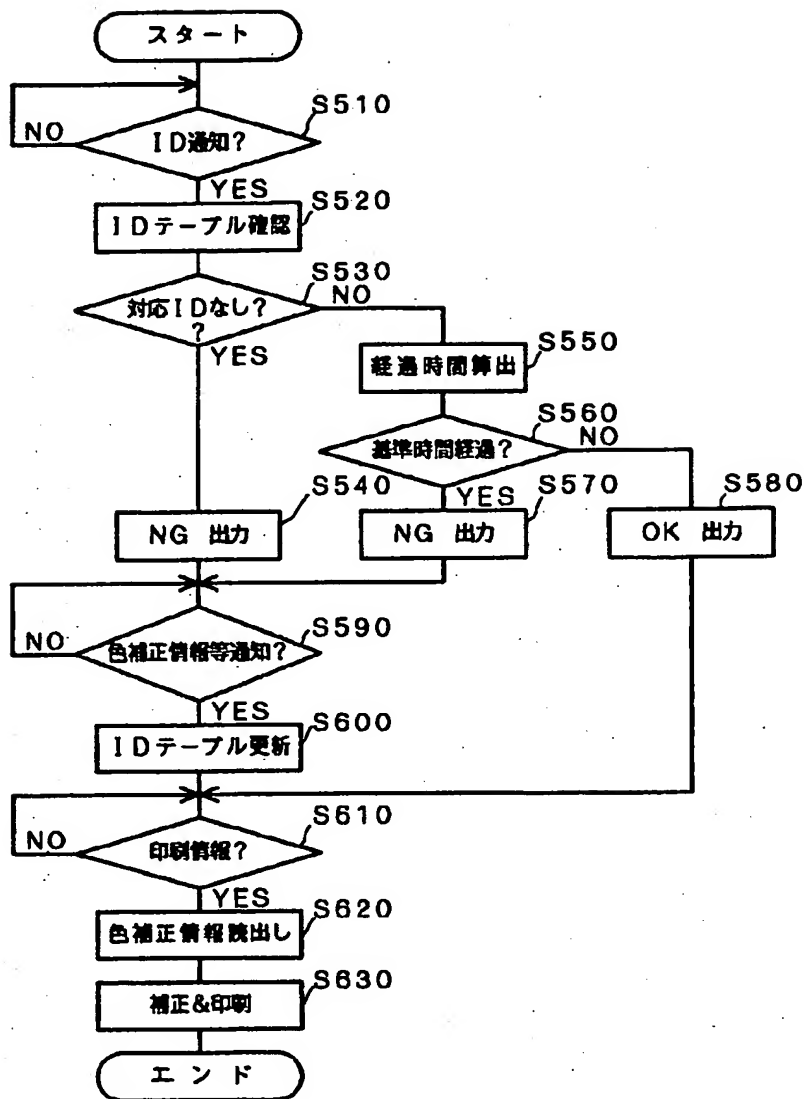 スタート
S510
NO
ID通知?
YES
S520
IDテーブル確認
S530
対応IDなし?
?
NO
YES
S550
経過時間算出
S560
基準時間経過?
NO
S540
YES
S570
S580
NG 出力
NG 出力
OK 出力
S590
NO
色補正情報等通知?
YES
S600
IDテーブル更新
S610
NO
印刷情報?
YES
S620
色補正情報読出し
S630
補正&印刷
エンド